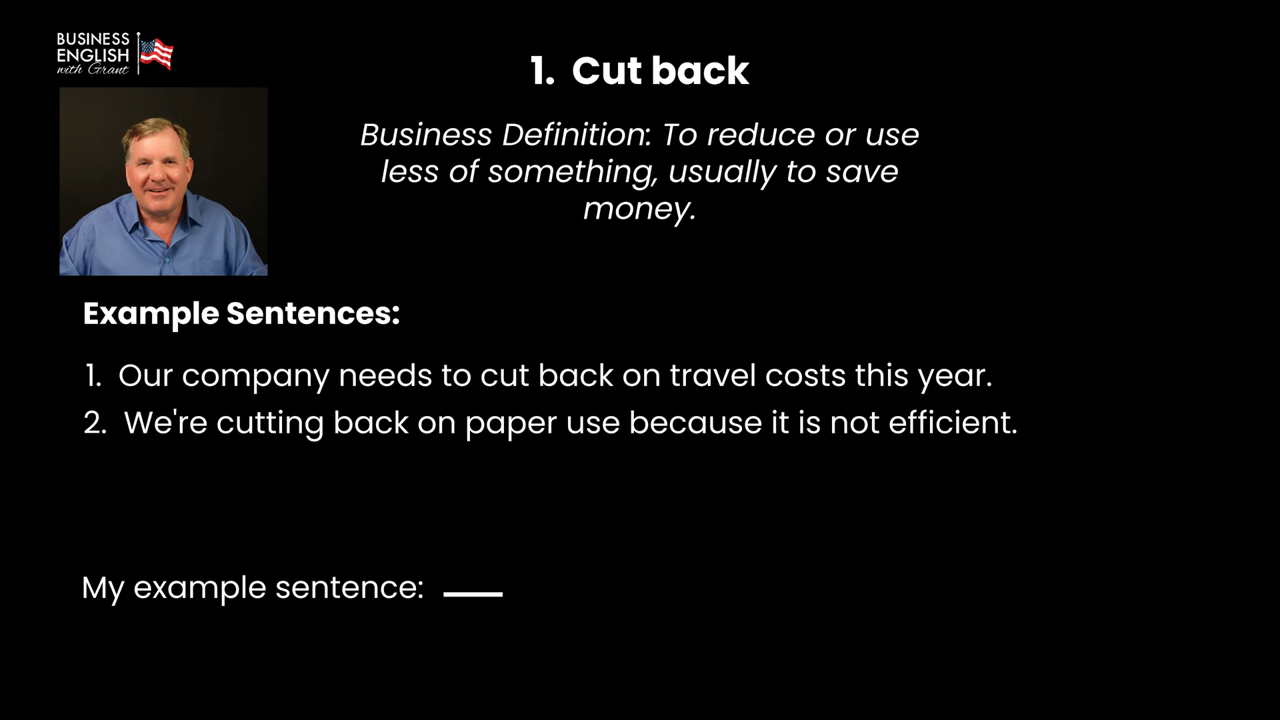 BUSINESS
ENGLISH
with Grant
1. Cut back
Business Definition: To reduce or use
less of something, usually to save
money.
Example Sentences:
1. Our company needs to cut back on travel costs this year.
2. We're cutting back on paper use because it is not efficient.
My example sentence: